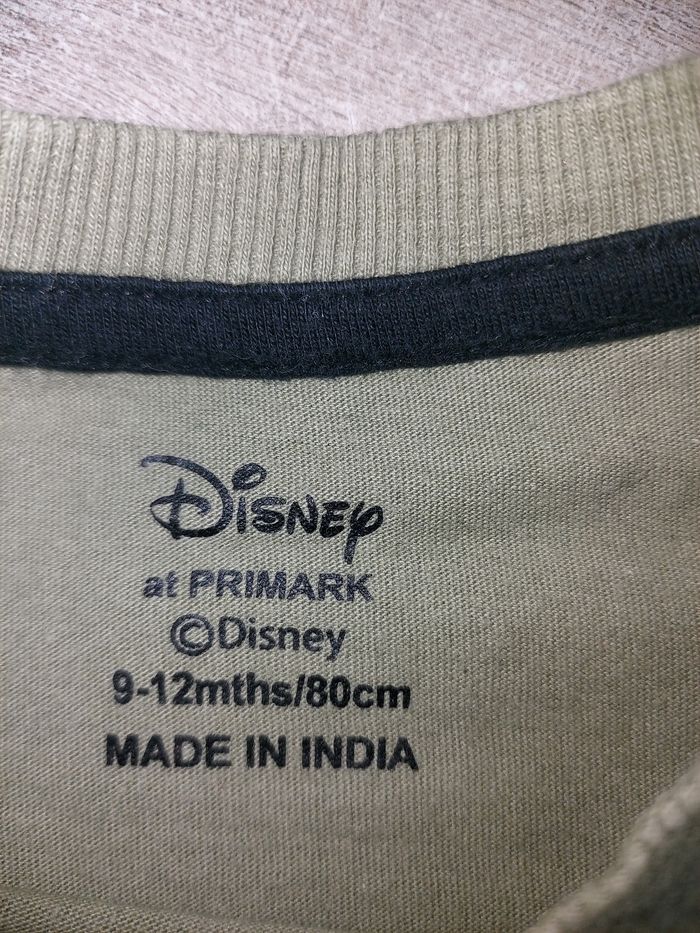 Disney
at PRIMARK
©Disney
9-12mths/80cm
MADE IN INDIA